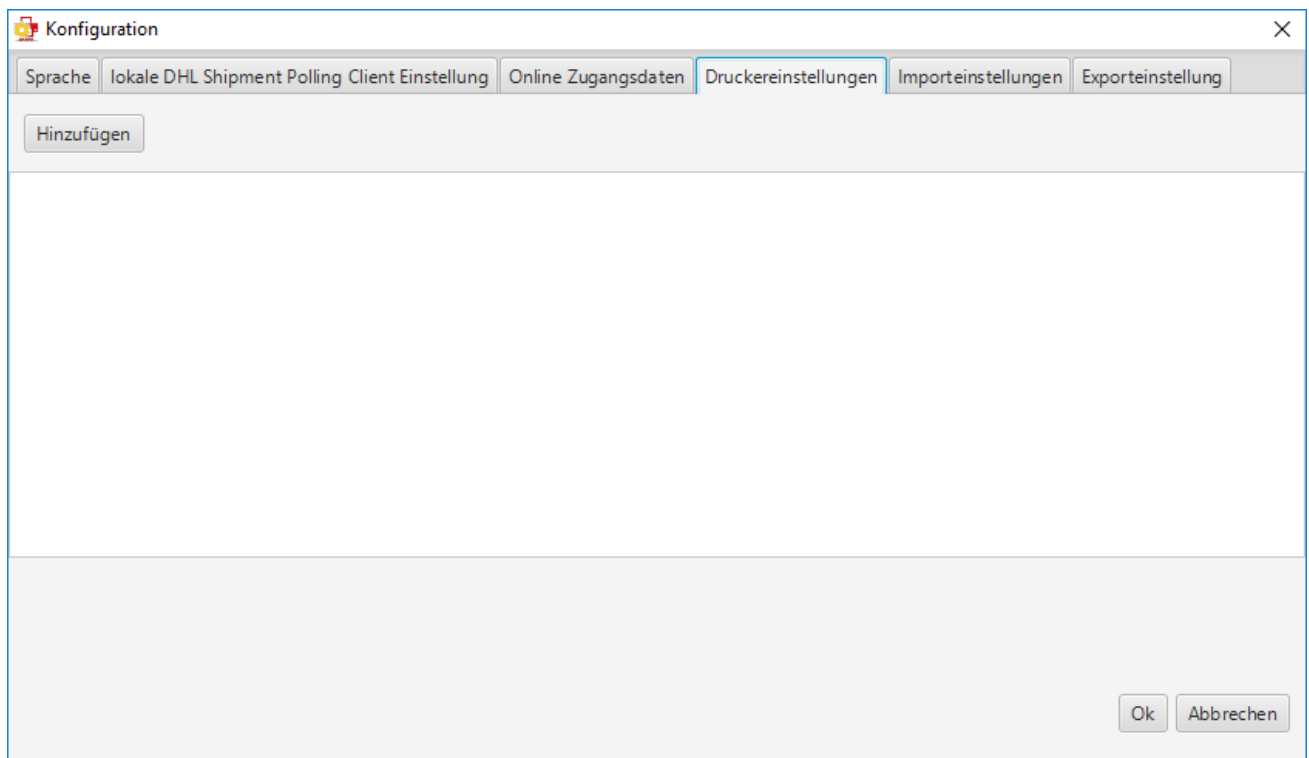 Konfiguration
Sprache lokale DHL Shipment Polling Client Einstellung Online Zugangsdaten Druckereinstellungen Importeinstellungen Exporteinstellung
Hinzufügen
Ok Abbrechen